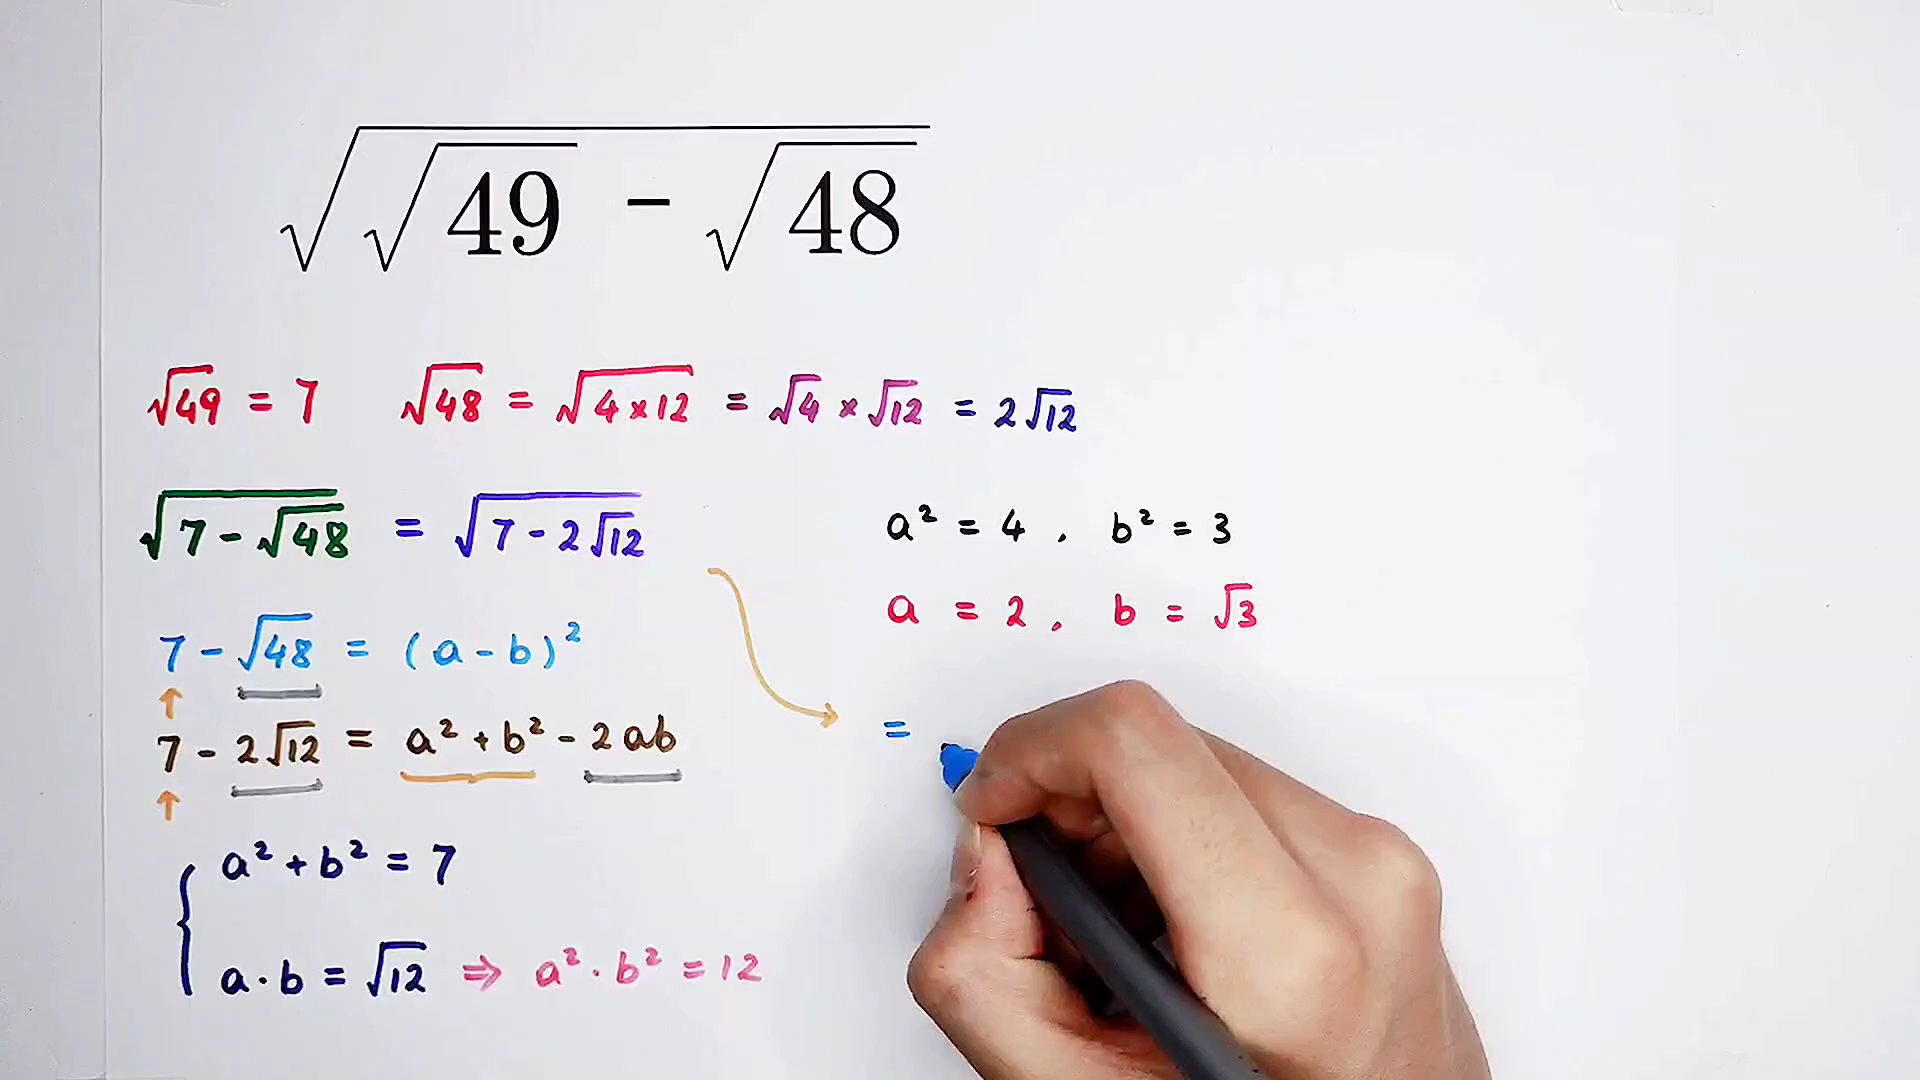 √(√49 - √48)
√49 = 7 √48 = √(4×12) = √4 × √12 = 2√12
√(7 - √48) = √(7 - 2√12)
7 - √48 = (a - b)²
7 - 2√12 = a² + b² - 2ab
a² + b² = 7
a · b = √12 ⇒ a² · b² = 12
a² = 4 , b² = 3
a = 2 , b = √3
=